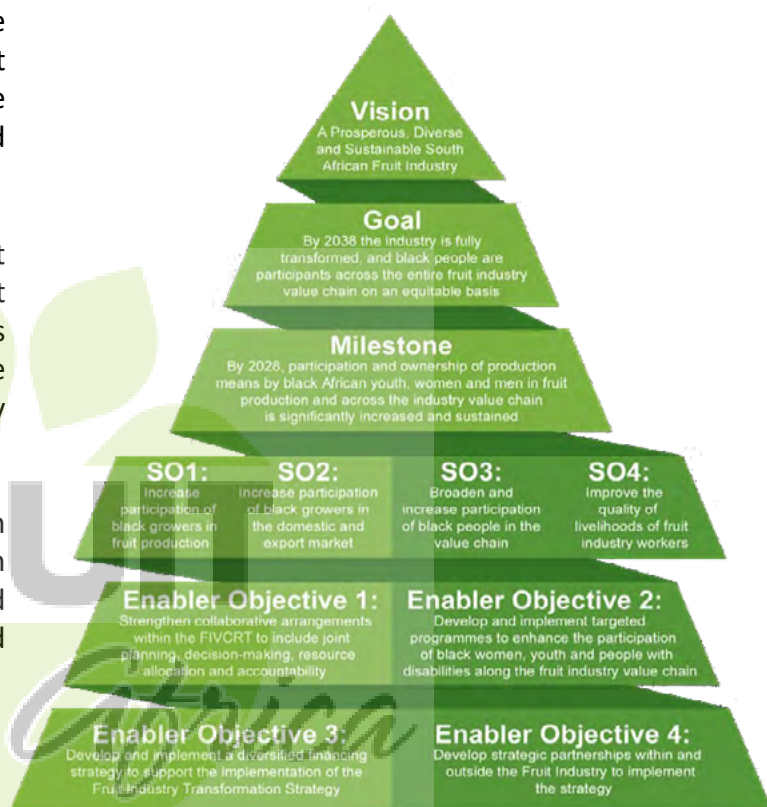 Vision
A Prosperous, Diverse
and Sustainable South
African Fruit Industry
Goal
By 2038 the industry is fully
transformed, and black people are
participants across the entire fruit industry
value chain on an equitable basis
Milestone
By 2028, participation and ownership of production
means by black African youth, women and men in fruit
production and across the industry value chain
is significantly increased and sustained
SO1:
Increase
participation of
black growers in
fruit production
SO2:
Increase participation
of black growers in
the domestic and
export market
SO3:
Broaden and
increase participation
of black people in the
value chain
SO4:
Improve the
quality of
livelihoods of fruit
industry workers
Enabler Objective 1:
Strengthen collaborative arrangements
within the FIVCRT to include joint
planning, decision-making, resource
allocation and accountability
Enabler Objective 2:
Develop and implement targeted
programmes to enhance the participation
of black women, youth and people with
disabilities along the fruit industry value chain
Enabler Objective 3:
Develop and implement a diversified financing
strategy to support the implementation of the
Fruit Industry Transformation Strategy
Enabler Objective 4:
Develop strategic partnerships within and
outside the Fruit Industry to implement
the strategy
UIT
africa